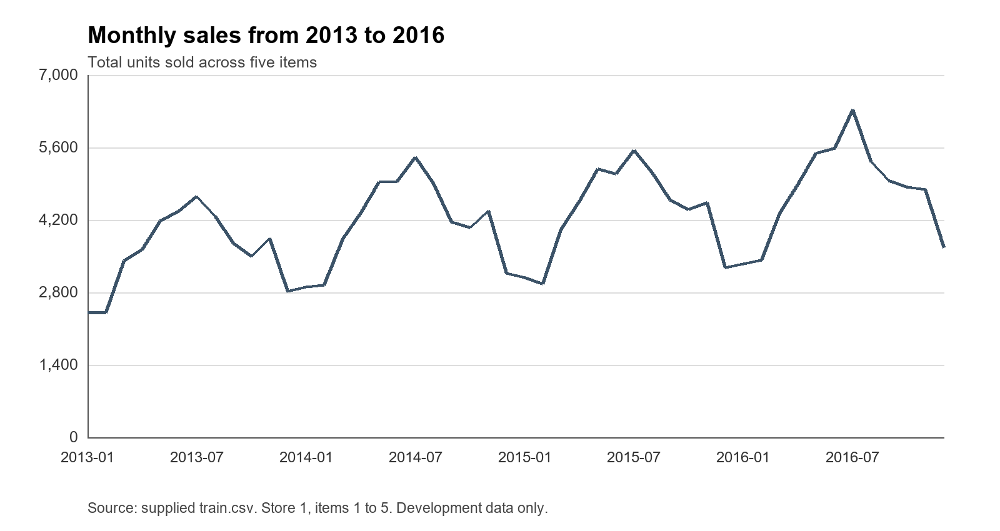 Monthly sales from 2013 to 2016
Total units sold across five items
7,000
5,600
4,200
2,800
1,400
0
2013-01 2013-07 2014-01 2014-07 2015-01 2015-07 2016-01 2016-07
Source: supplied train.csv. Store 1, items 1 to 5. Development data only.